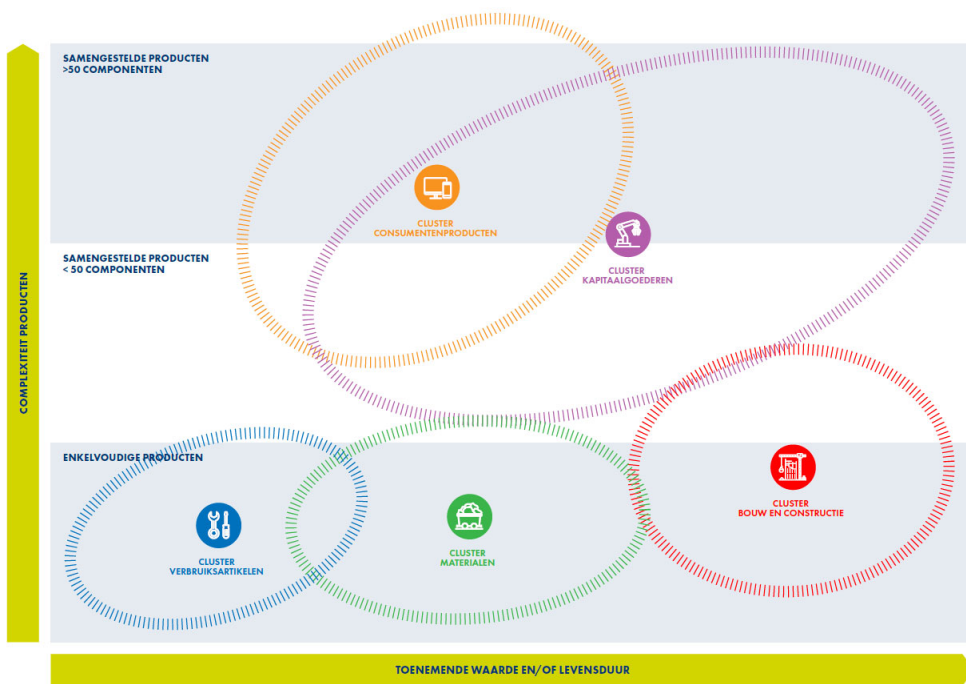 SAMENGESTELDE PRODUCTEN
>50 COMPONENTEN
CLUSTER
CONSUMENTENPRODUCTEN
SAMENGESTELDE PRODUCTEN
< 50 COMPONENTEN
CLUSTER
KAPITAALGOEDEREN
COMPLEXITEIT PRODUCTEN
ENKELVOUDIGE PRODUCTEN
CLUSTER
BOUW EN CONSTRUCTIE
CLUSTER
VERBRUIKSARTIKELEN
CLUSTER
MATERIALEN
TOENEMENDE WAARDE EN/OF LEVENSDUUR